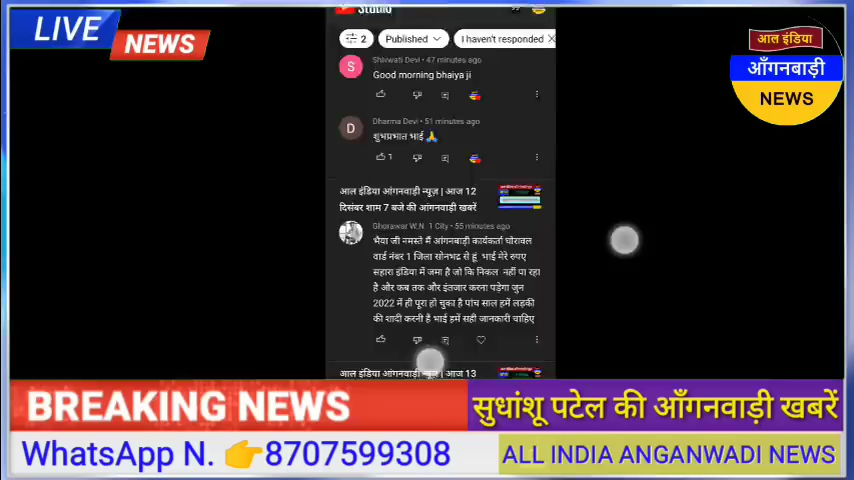 LIVE
NEWS
Studio
2
Published
I haven't responded
Shivwati Devi • 47 minutes ago
Good morning bhaiya ji
S
Dharma Devi • 51 minutes ago
D
शुभप्रभात भाई🙏
1
आल इंडिया आंगनवाड़ी न्यूज़ | आज 12
दिसंबर शाम 7 बजे की आंगनवाड़ी खबरें
Ghorawar W.N. 1 City • 55 minutes ago
भैया जी नमस्ते मैं आंगनबाड़ी कार्यकर्ता घोरावल
वार्ड नंबर 1 जिला सोनभद्र से हूं भाई मेरे रुपए
सहारा इंडिया में जमा है जो कि निकल नहीं पा रहा
है और कब तक और इंतजार करना पड़ेगा जुन
2022 में ही पूरा हो चुका है पांच साल हमें लड़की
की शादी करनी है भाई हमें सही जानकारी चाहिए
आल इंडिया आंगनवाड़ी न्यूज़ | आज 13
आल इंडिया
आँगनबाड़ी
NEWS
BREAKING NEWS
सुधांशू पटेल की आँगनवाड़ी खबरें
WhatsApp N. 👉8707599308
ALL INDIA ANGANWADI NEWS